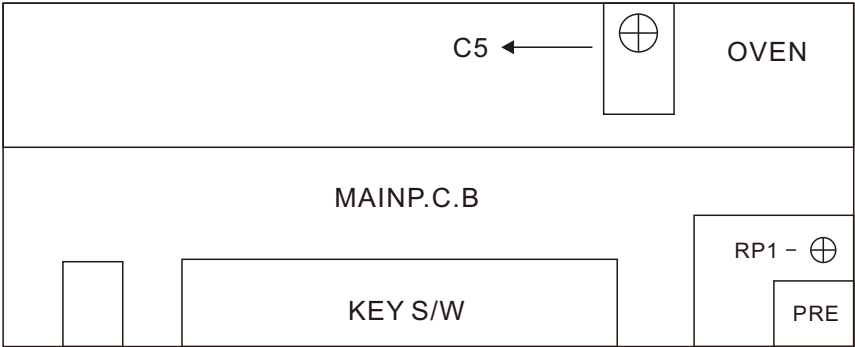 C5
OVEN
MAINP.C.B
RP1 -
KEY S/W
PRE